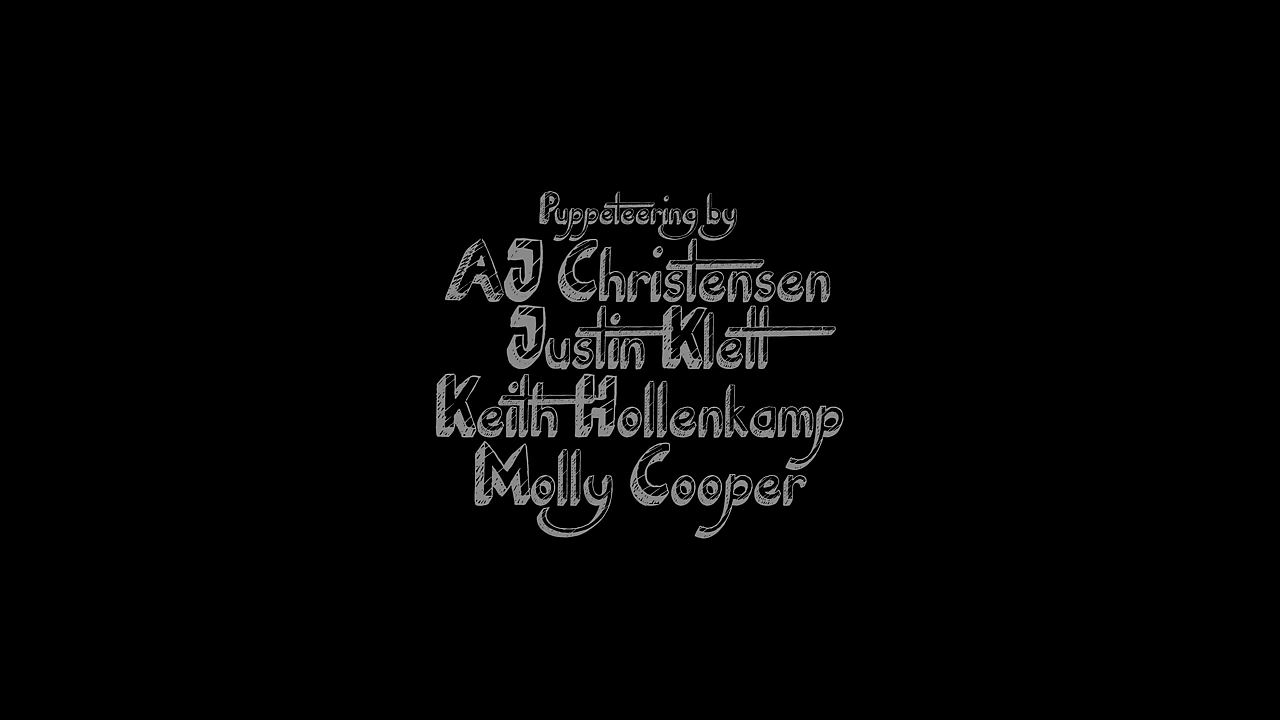 Puppeteering by
AJ Christensen
Justin Klett
Keith Hollenkamp
Molly Cooper